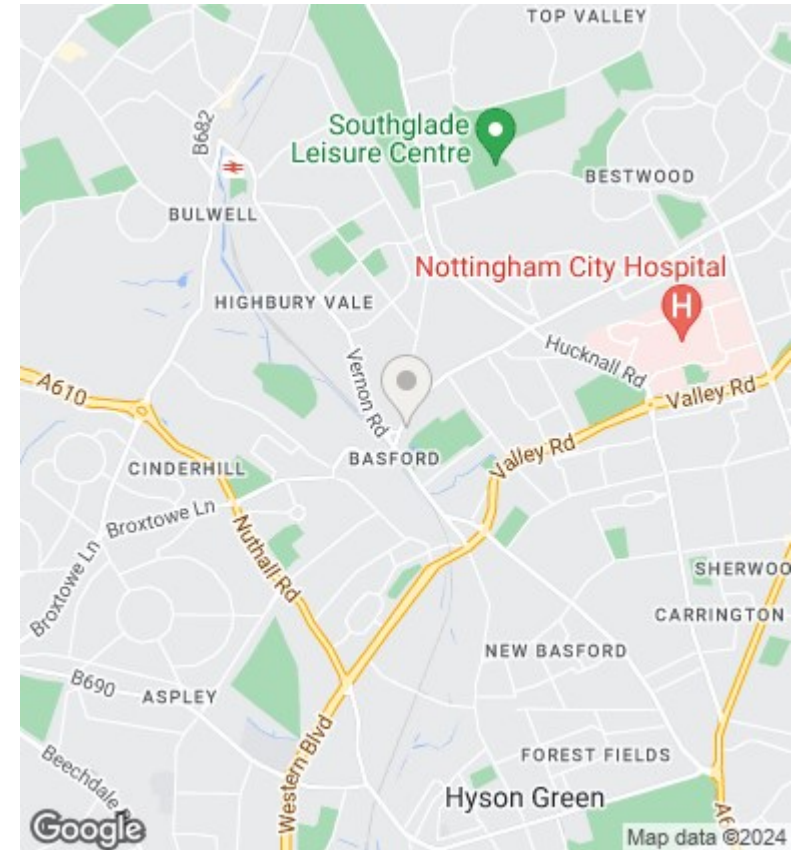 TOP VALLEY
B682
Southglade
Leisure Centre
BESTWOOD
BULWELL
Nottingham City Hospital
H
HIGHBURY VALE
Hucknall Rd
Vernon Rd
A610
Valley Rd
BASFORD
Valley Rd
CINDERHILL
Broxtowe Ln
Nuthall Rd
SHERWOO
Broxtowe Ln
CARRINGTON
NEW BASFORD
B690
ASPLEY
Western Blvd
FOREST FIELDS
Beechdale
Hyson Green
A6
Google
Map data ©2024